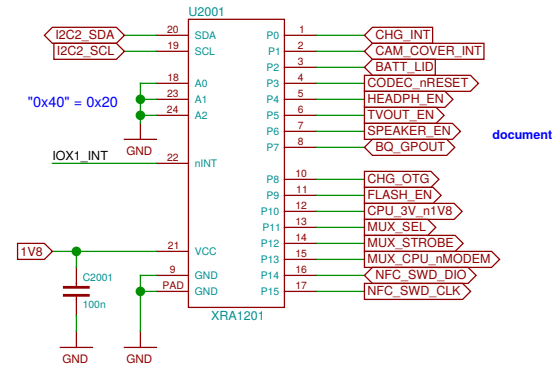 U2001
I2C2_SDA 20 SDA P0 1 CHG_INT
I2C2_SCL 19 SCL P1 2 CAM_COVER_INT
P2 3 BATT_LID
18 A0 P3 4 CODEC_nRESET
"0x40" = 0x20 23 A1 P4 5 HEADPH_EN
24 A2 P5 6 TVOUT_EN
P6 7 SPEAKER_EN
document
GND P7 8 BQ_GPOUT
IOX1_INT 22 nINT
P8 10 CHG_OTG
P9 11 FLASH_EN
P10 12 CPU_3V_n1V8
P11 13 MUX_SEL
P12 14 MUX_STROBE
1V8 21 VCC P13 15 MUX_CPU_nMODEM
C2001 9 GND P14 16 NFC_SWD_DIO
100n PAD GND P15 17 NFC_SWD_CLK
XRA1201
GND GND